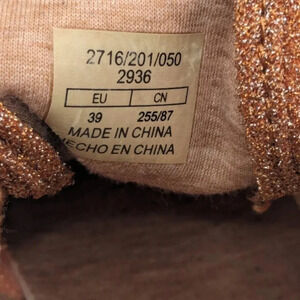 2716/201/050
2936
EU CN
39 255/87
MADE IN CHINA
HECHO EN CHINA